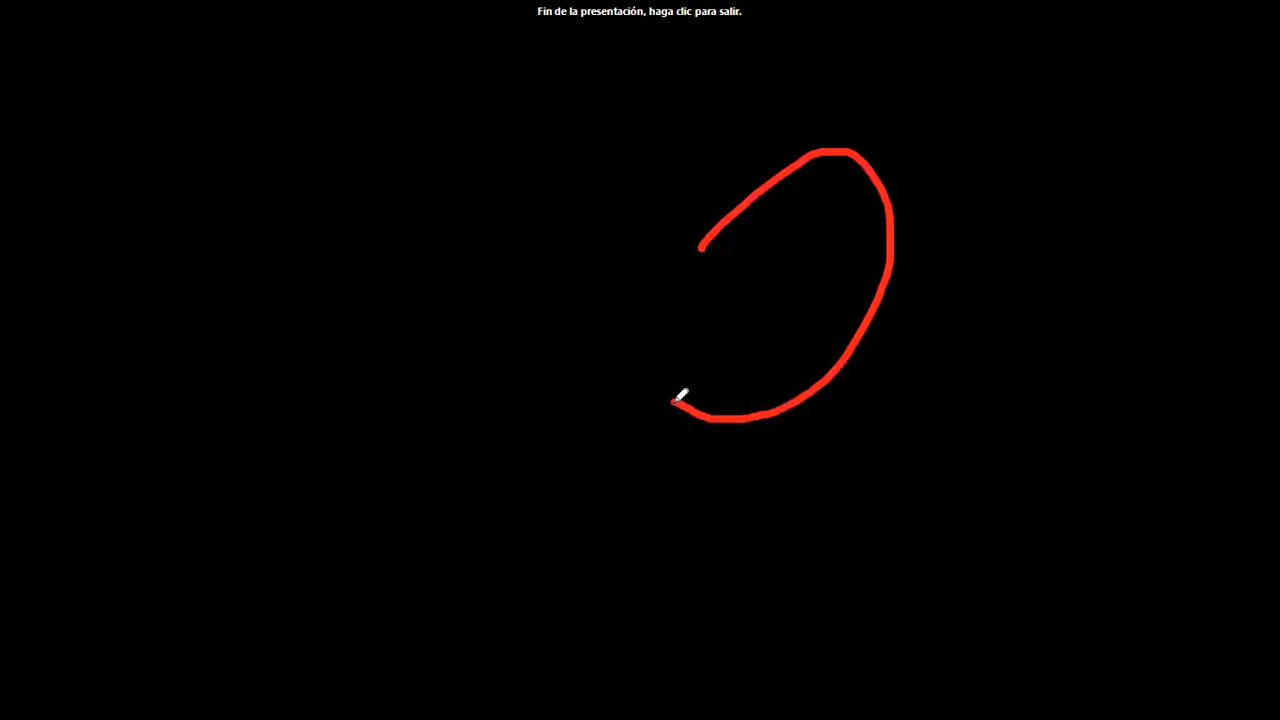 Fin de la presentación, haga clic para salir.